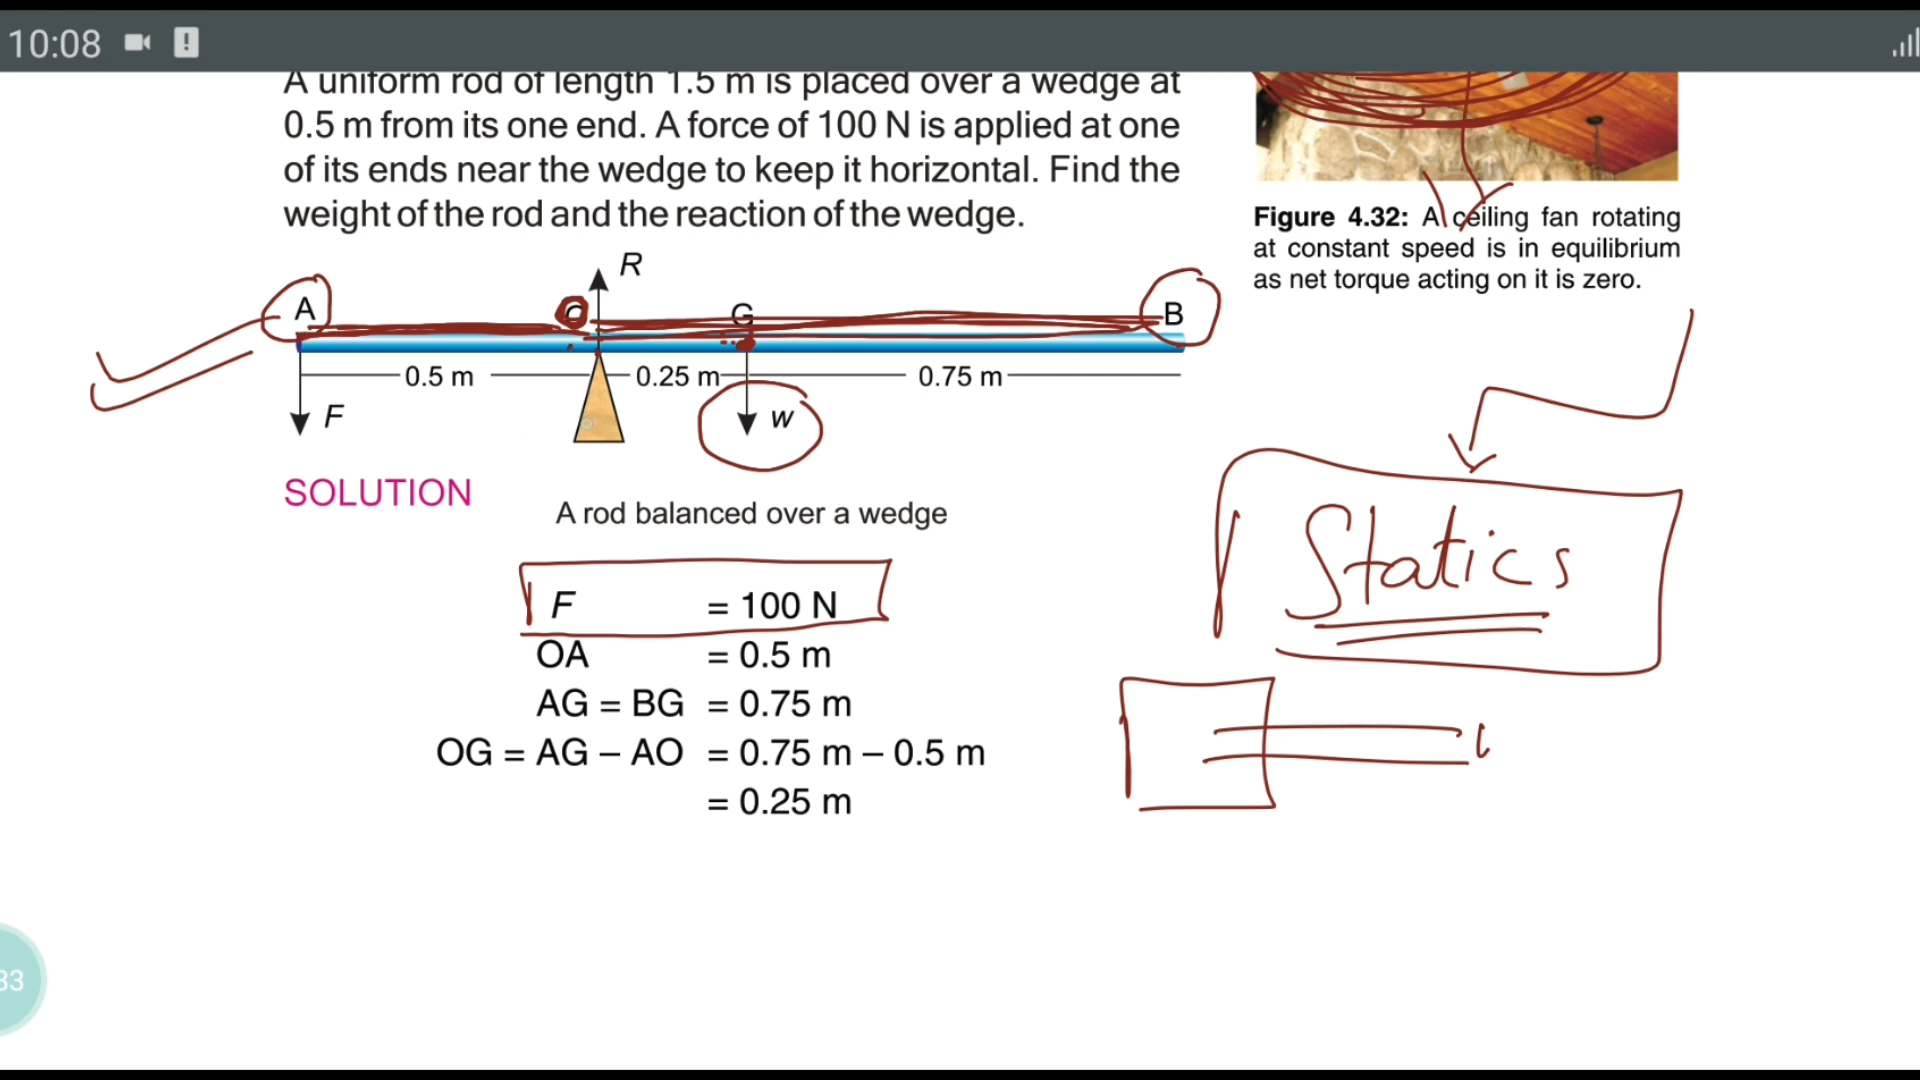 10:08
A uniform rod of length 1.5 m is placed over a wedge at
0.5 m from its one end. A force of 100 N is applied at one
of its ends near the wedge to keep it horizontal. Find the
weight of the rod and the reaction of the wedge.
Figure 4.32: A ceiling fan rotating
at constant speed is in equilibrium
as net torque acting on it is zero.
R
A
G
B
0.5 m
0.25 m
0.75 m
F
w
SOLUTION
A rod balanced over a wedge
Statics
F = 100 N
OA = 0.5 m
AG = BG = 0.75 m
OG = AG – AO = 0.75 m – 0.5 m
= 0.25 m
33